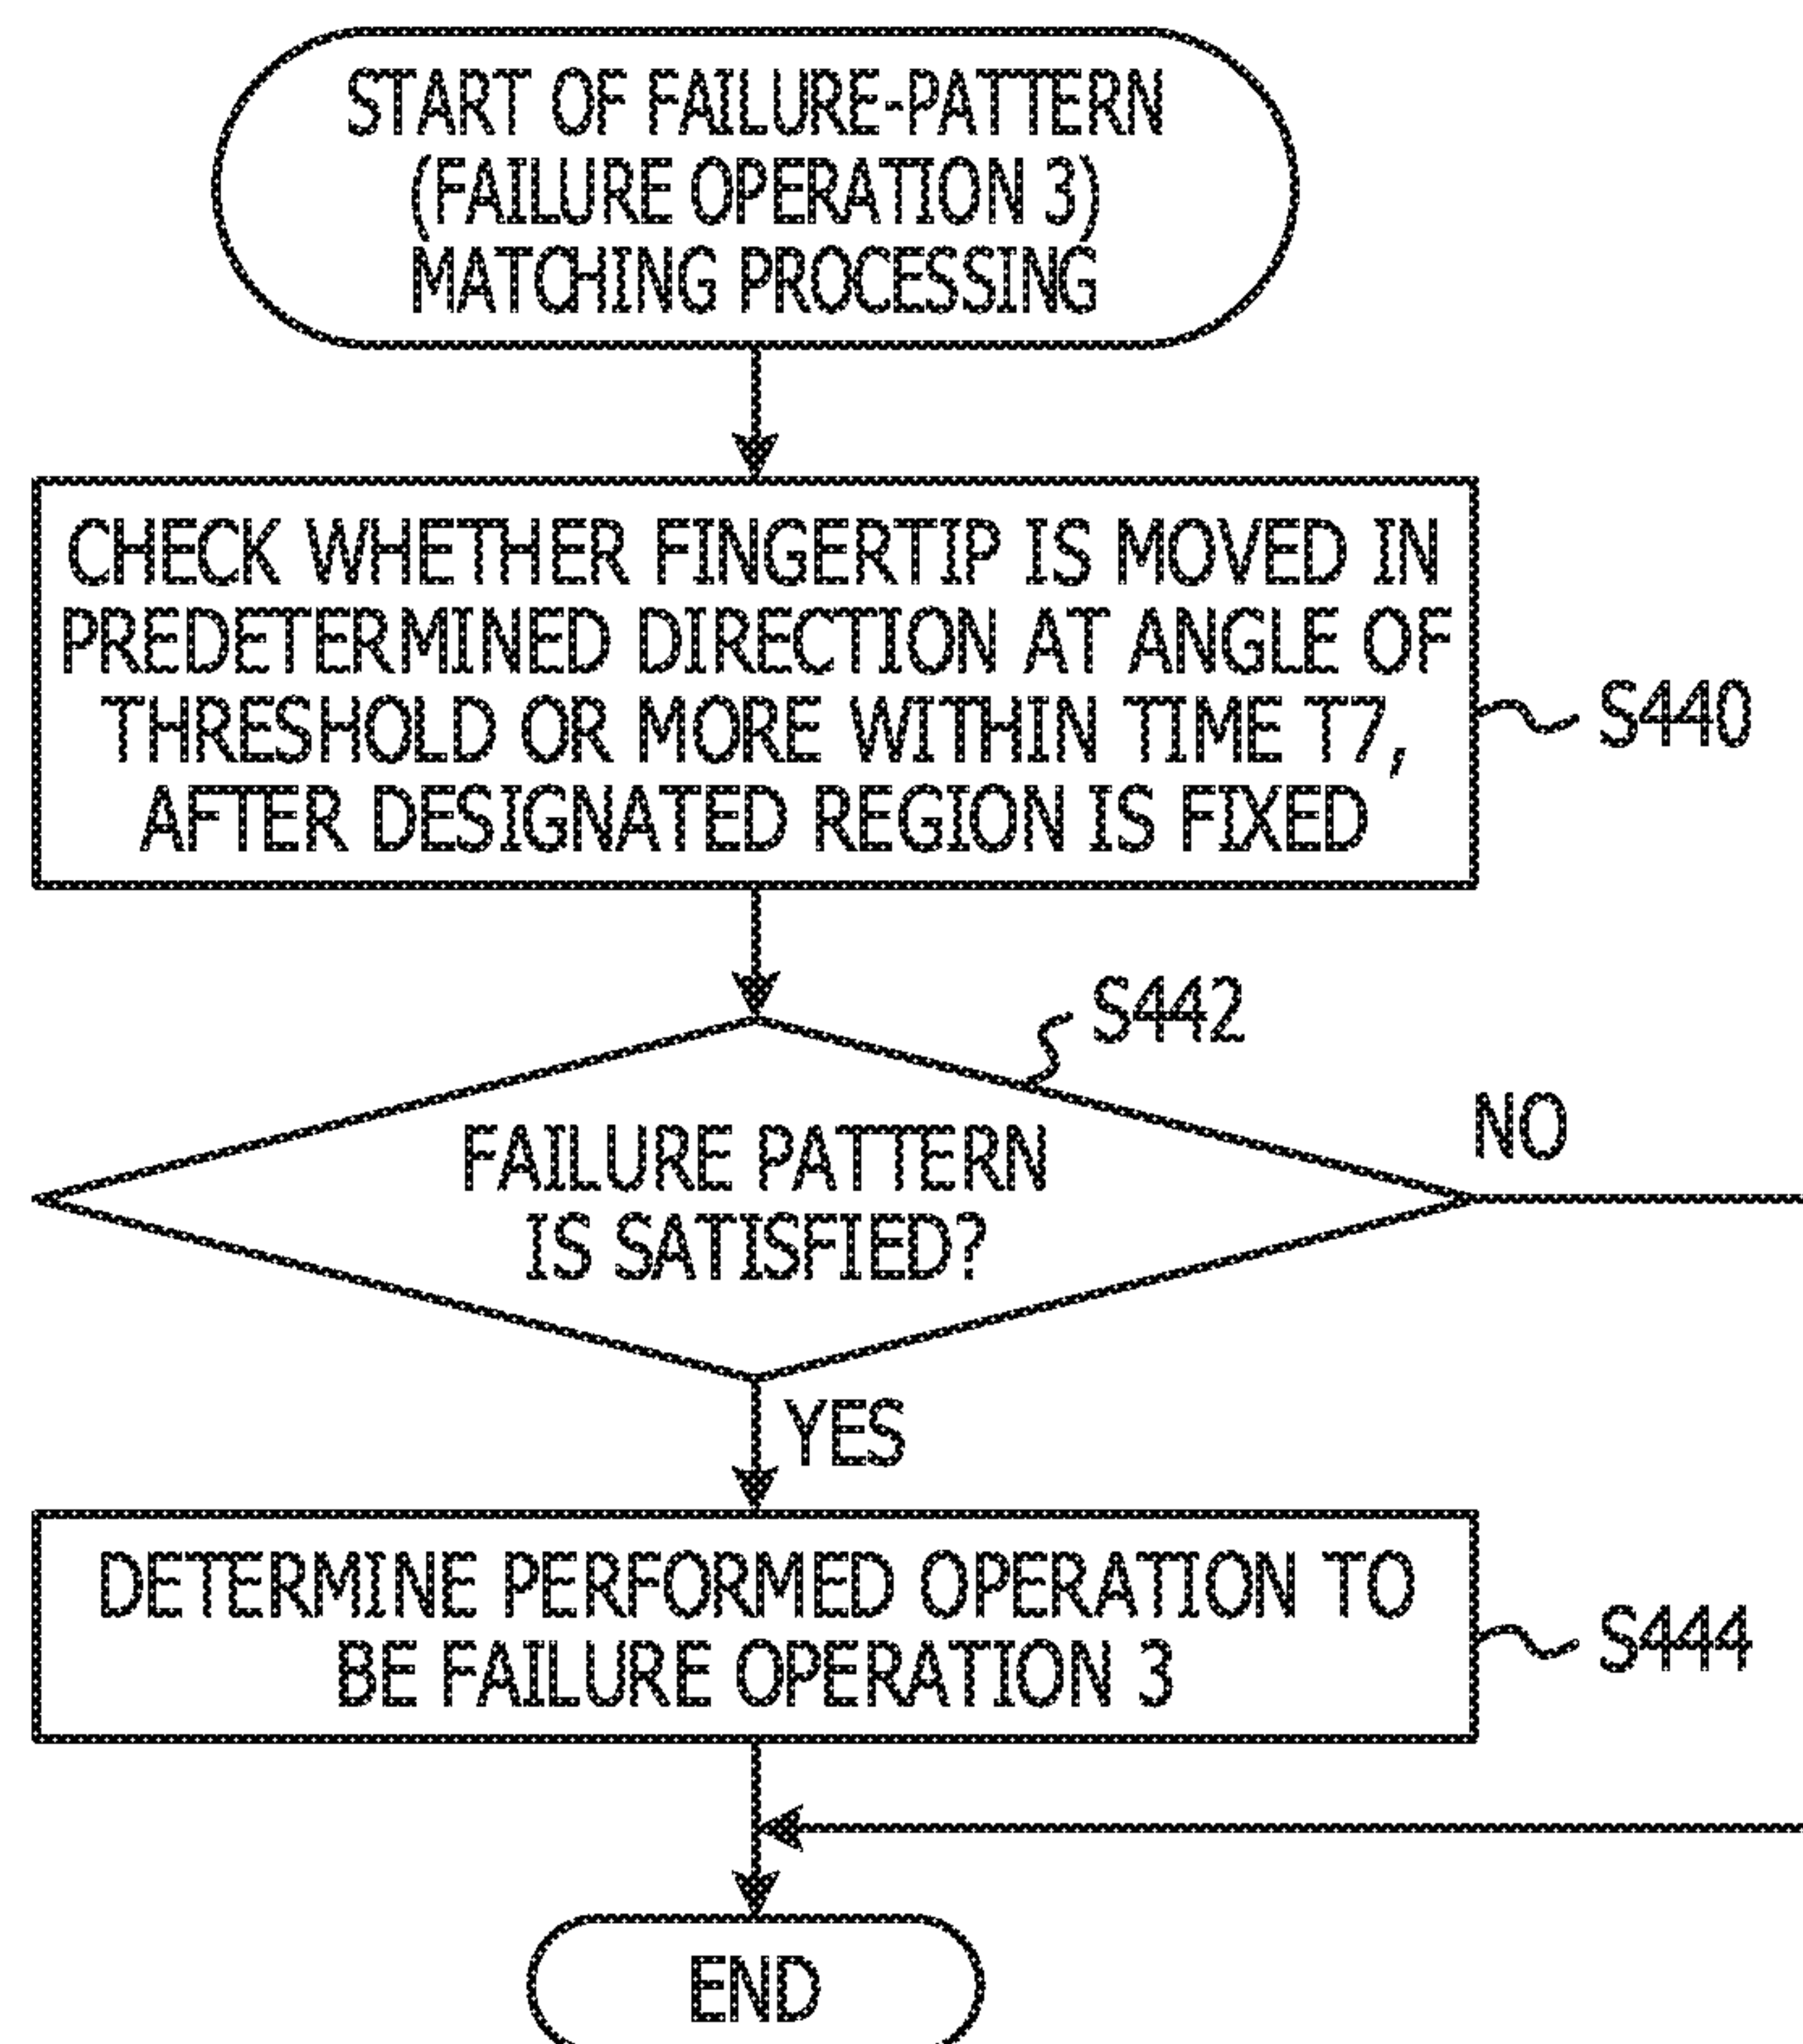 START OF FAILURE-PATTERN
(FAILURE OPERATION 3)
MATCHING PROCESSING
CHECK WHETHER FINGERTIP IS MOVED IN
PREDETERMINED DIRECTION AT ANGLE OF
THRESHOLD OR MORE WITHIN TIME T7,
AFTER DESIGNATED REGION IS FIXED
S440
S442
FAILURE PATTERN
IS SATISFIED?
NO
YES
DETERMINE PERFORMED OPERATION TO
BE FAILURE OPERATION 3
S444
END